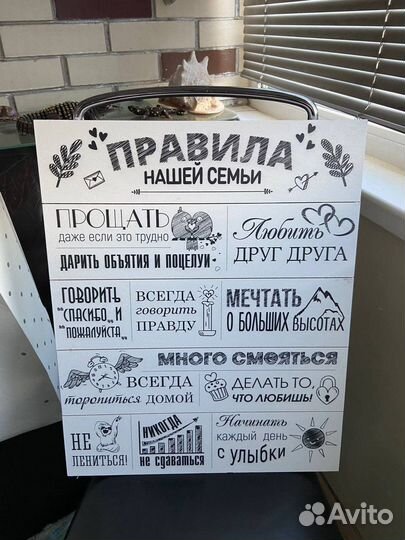 ПРАВИЛА
НАШЕЙ СЕМЬИ
ПРОЩАТЬ
даже если это трудно
ДАРИТЬ ОБЪЯТИЯ И ПОЦЕЛУИ
Любить
ДРУГ ДРУГА
ГОВОРИТЬ
"СПАСИБО" И
"ПОЖАЛУЙСТА"
ВСЕГДА
говорить
ПРАВДУ
МЕЧТАТЬ
О БОЛЬШИХ ВЫСОТАХ
МНОГО СМЕЯТЬСЯ
ВСЕГДА
торопиться ДОМОЙ
ДЕЛАТЬ ТО,
ЧТО ЛЮБИШЬ!
НЕ
ЛЕНИТЬСЯ!
НИКОГДА
не сдаваться
Начинать
каждый день
с УЛЫБКИ
Avito